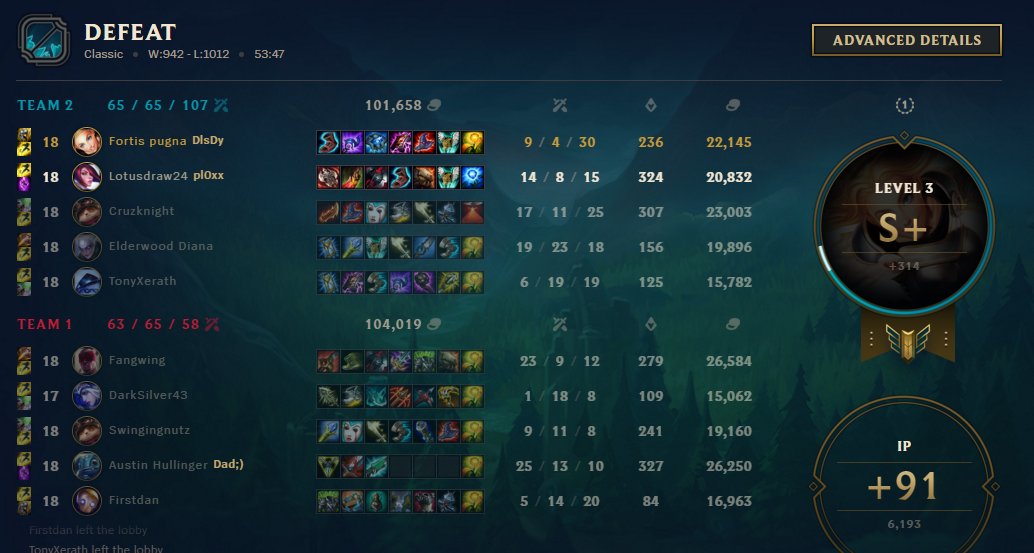 DEFEAT
Classic • W:942 - L:1012 • 53:47
ADVANCED DETAILS
TEAM 2 65 / 65 / 107 101,658
18 Fortis pugna DlsDy 9 / 4 / 30 236 22,145
18 Lotusdraw24 pl0xx 14 / 8 / 15 324 20,832
18 Cruzknight 17 / 11 / 25 307 23,003
18 Elderwood Diana 19 / 23 / 18 156 19,896
18 TonyXerath 6 / 19 / 19 125 15,782
TEAM 1 63 / 65 / 58 104,019
18 Fangwing 23 / 9 / 12 279 26,584
17 DarkSilver43 1 / 18 / 8 109 15,062
18 Swingingnutz 9 / 11 / 8 241 19,160
18 Austin Hullinger Dad;) 25 / 13 / 10 327 26,250
18 Firstdan 5 / 14 / 20 84 16,963
Firstdan left the lobby
TonyXerath left the lobby
1
LEVEL 3
S+
+314
IP
+91
6,193